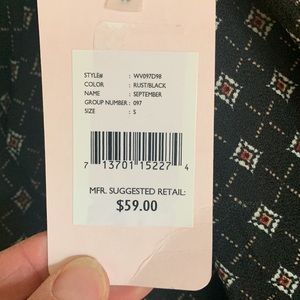 STYLE# : WV097D98
COLOR : RUST/BLACK
NAME : SEPTEMBER
GROUP NUMBER : 097
SIZE : S
7 13701 15227 4
MFR. SUGGESTED RETAIL:
$59.00